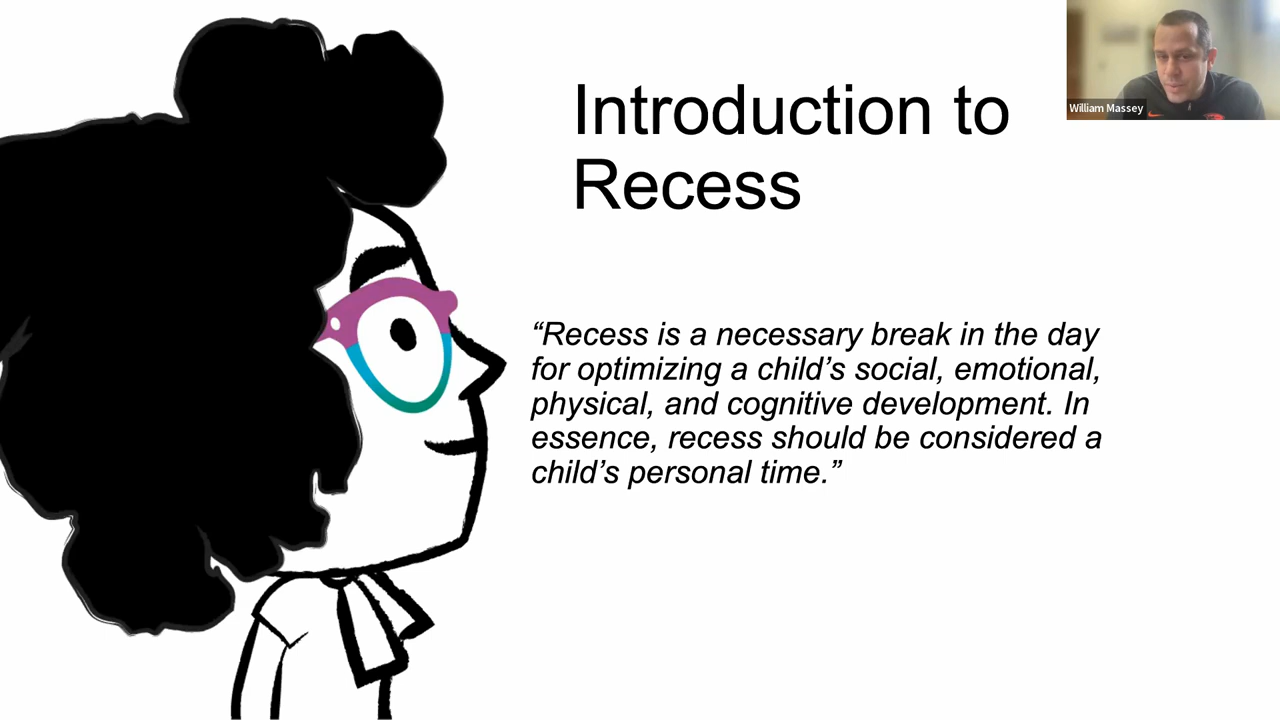 Introduction to
Recess
William Massey
“Recess is a necessary break in the day
for optimizing a child’s social, emotional,
physical, and cognitive development. In
essence, recess should be considered a
child’s personal time.”